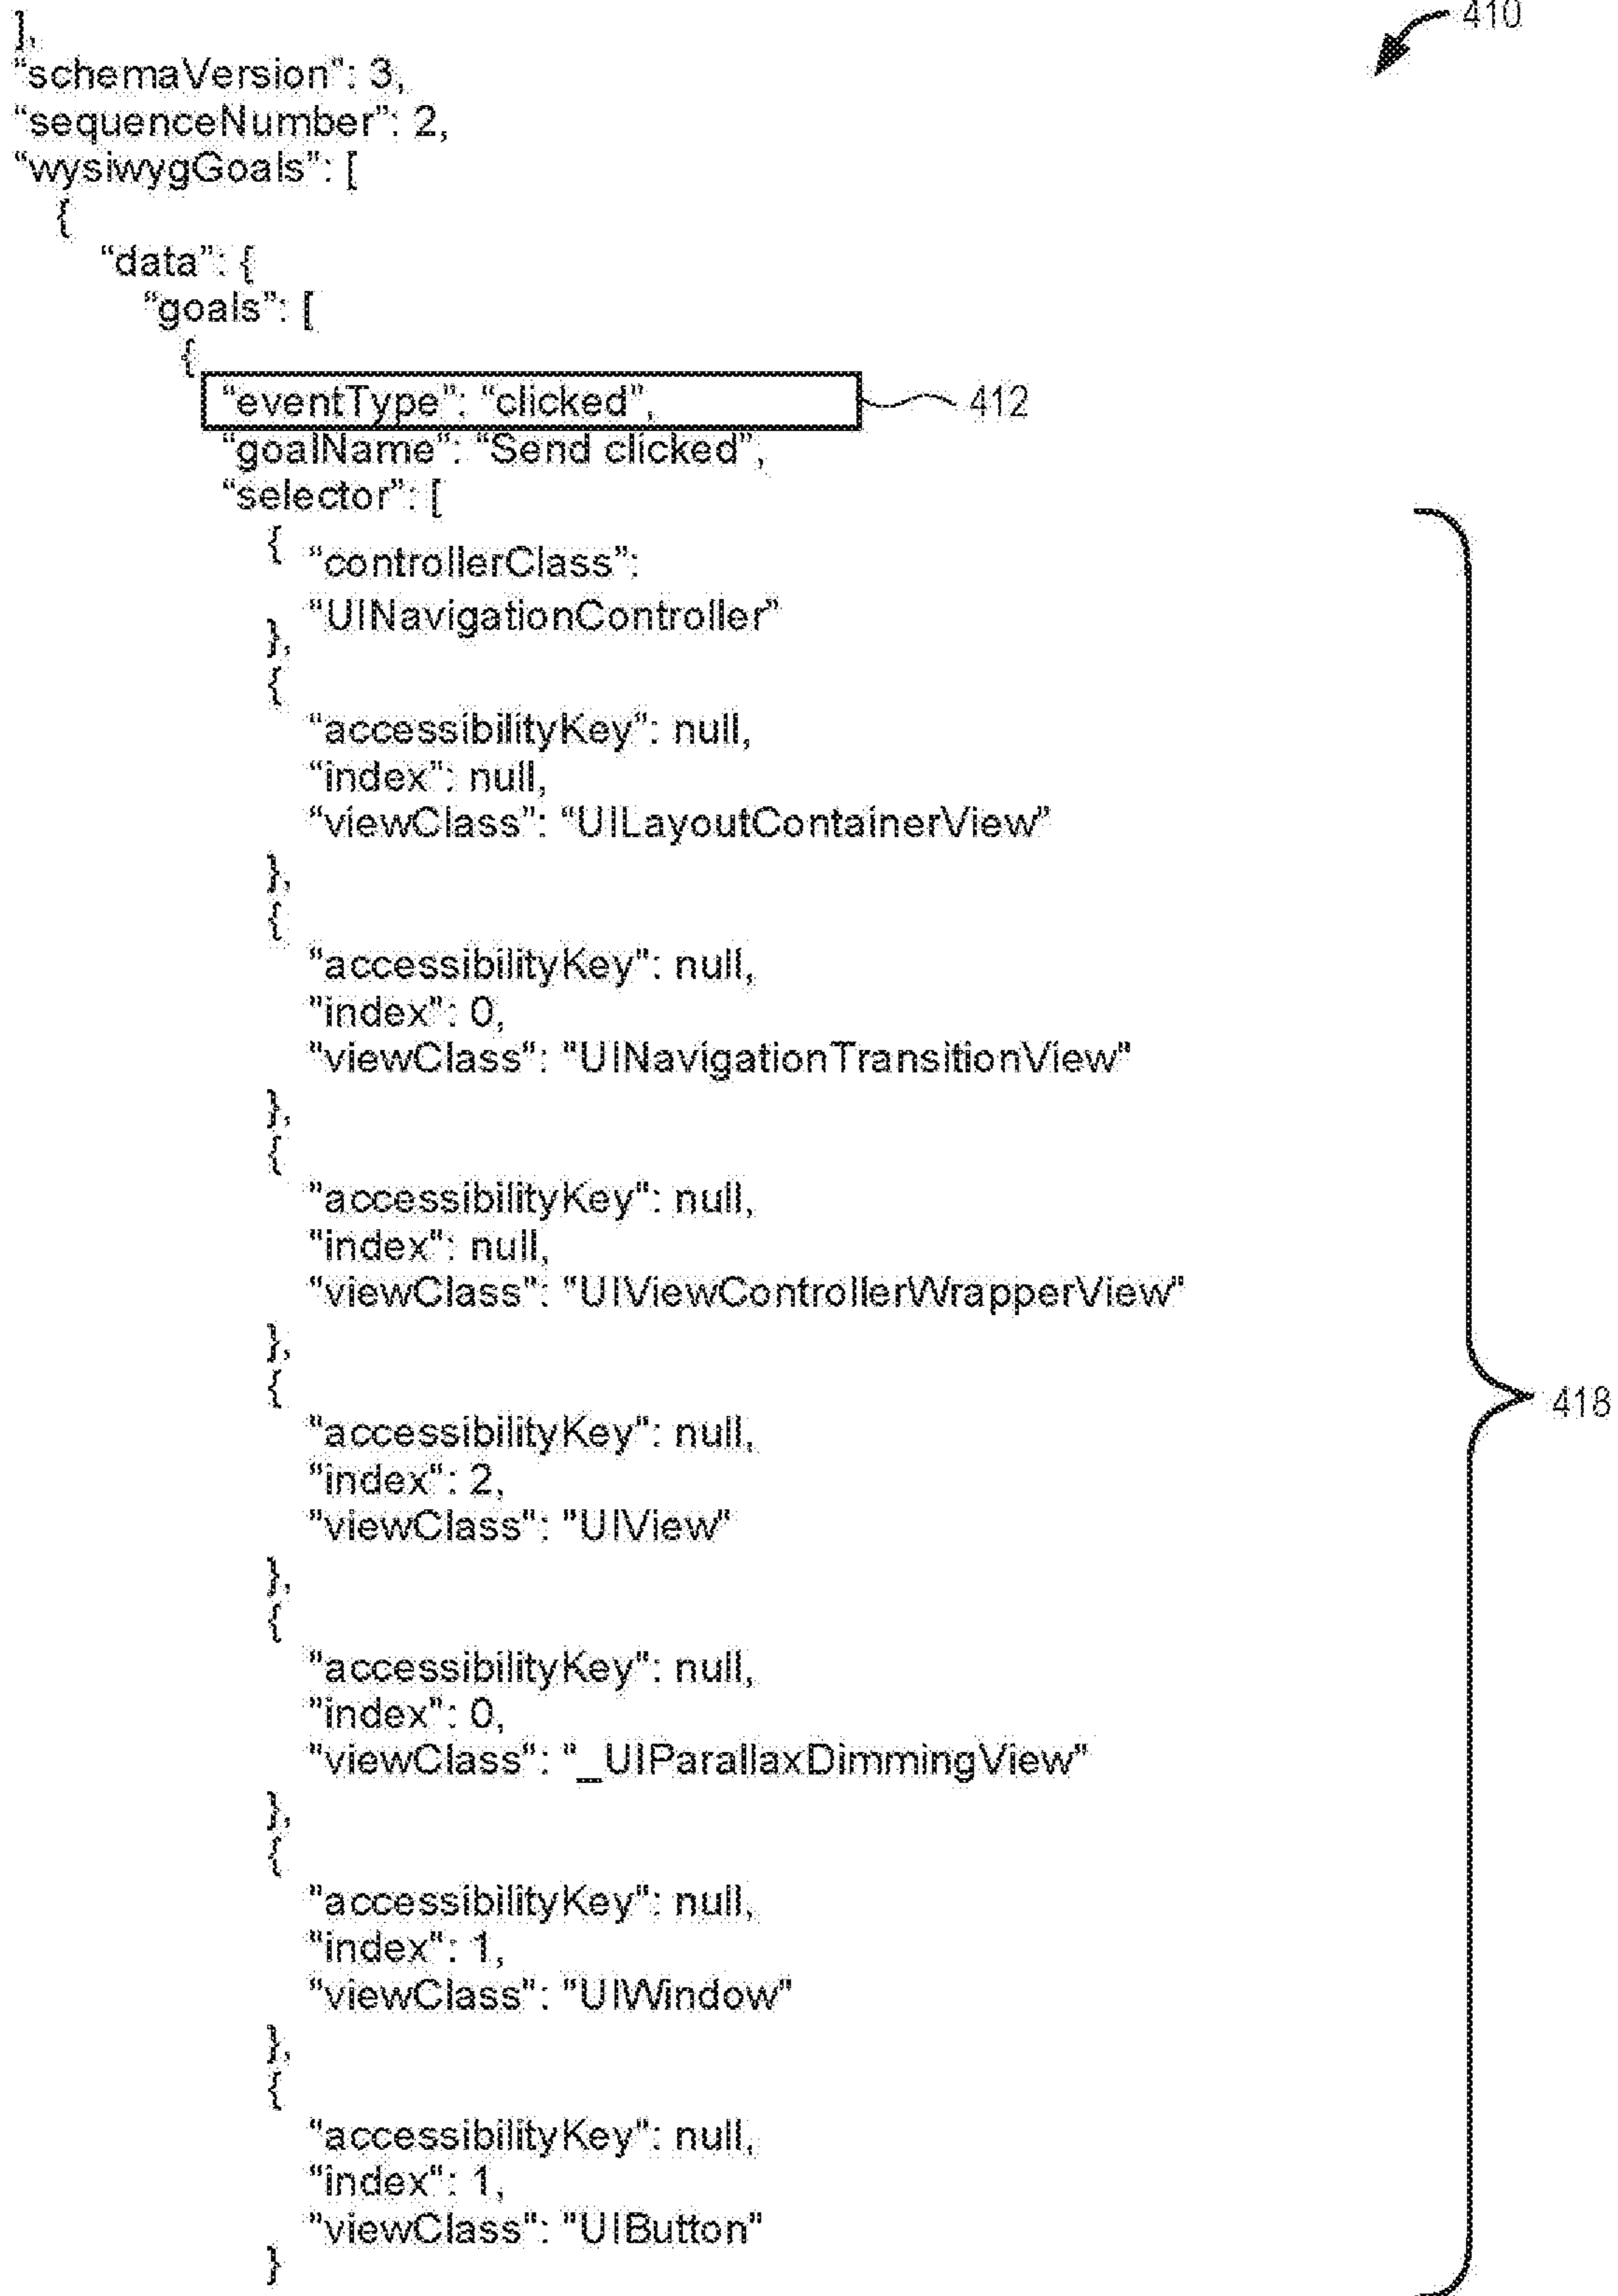 410
],
“schemaVersion”: 3,
“sequenceNumber”: 2,
“wysiwygGoals”: [
{
“data”: {
“goals”: [
{
“eventType”: “clicked”,
412
“goalName”: “Send clicked”,
“selector”: [
{
“controllerClass”:
“UINavigationController”
},
{
“accessibilityKey”: null,
“index”: null,
“viewClass”: “UILayoutContainerView”
},
{
"accessibilityKey": null,
"index": 0,
"viewClass": "UINavigationTransitionView"
},
{
"accessibilityKey": null,
"index": null,
"viewClass": "UIViewControllerWrapperView"
},
{
418
"accessibilityKey": null,
"index": 2,
"viewClass": "UIView"
},
{
"accessibilityKey": null,
"index": 0,
"viewClass": "_UIParallaxDimmingView"
},
{
"accessibilityKey": null,
"index": 1,
"viewClass": "UIWindow"
},
{
"accessibilityKey": null,
"index": 1,
"viewClass": "UIButton"
}